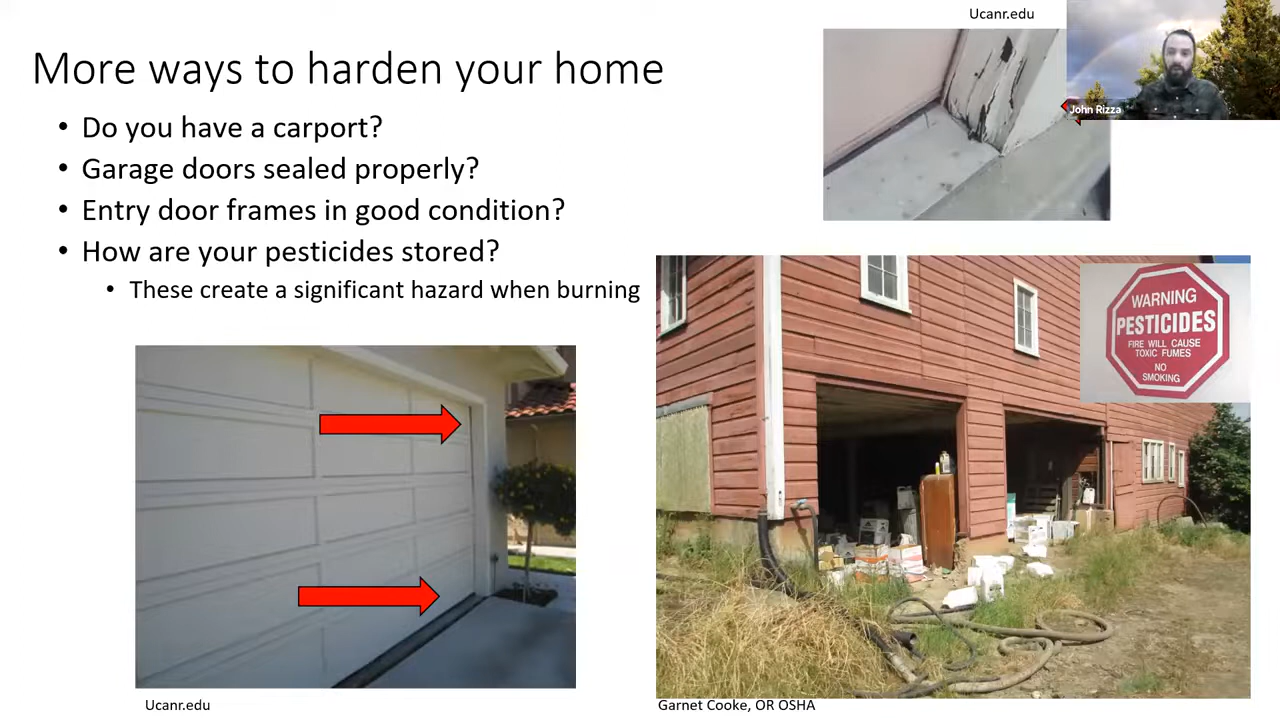 Ucanr.edu
John Rizza
More ways to harden your home
• Do you have a carport?
• Garage doors sealed properly?
• Entry door frames in good condition?
• How are your pesticides stored?
• These create a significant hazard when burning
WARNING
PESTICIDES
FIRE WILL CAUSE
TOXIC FUMES
NO
SMOKING
Ucanr.edu
Garnet Cooke, OR OSHA